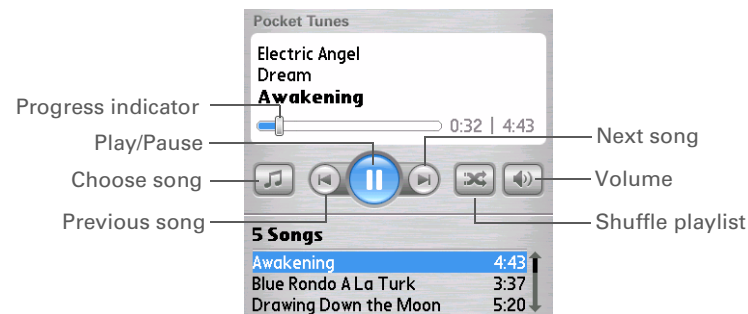 Pocket Tunes
Electric Angel
Dream
Awakening
0:32 | 4:43
Progress indicator
Play/Pause
Choose song
Previous song
Next song
Volume
Shuffle playlist
5 Songs
Awakening 4:43
Blue Rondo A La Turk 3:37
Drawing Down the Moon 5:20